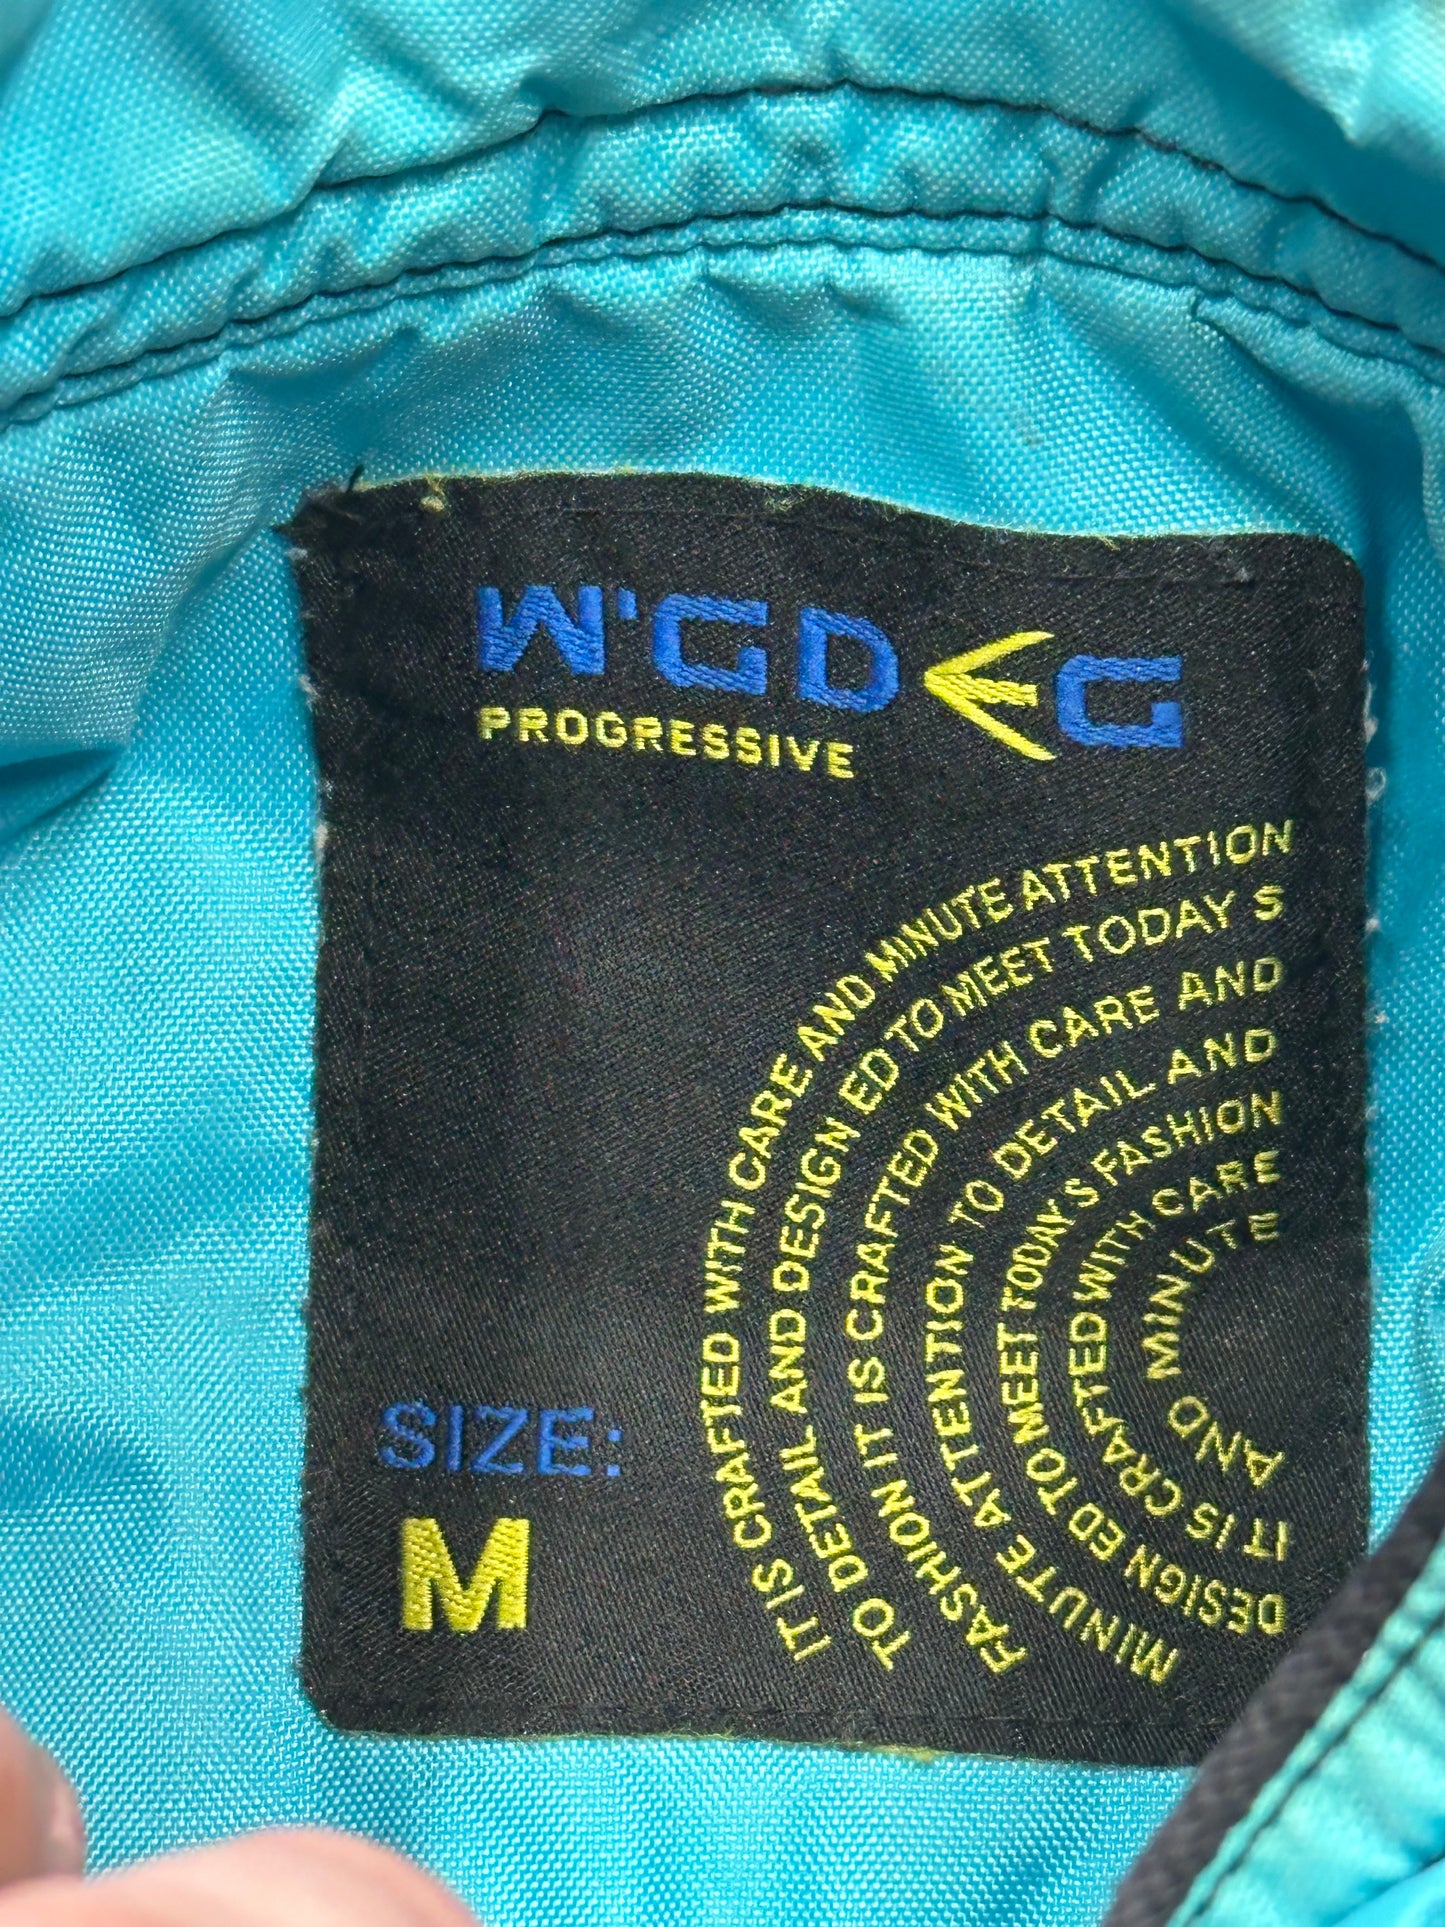 W'GDEG
PROGRESSIVE
IT IS CRAFTED WITH CARE AND MINUTE ATTENTION
TO DETAIL AND DESIGN ED TO MEET TODAY S
FASHION IT IS CRAFTED WITH CARE AND
MINUTE ATTENTION TO DETAIL AND
DESIGN ED TO MEET TODAY'S FASHION
IT IS CRAFTED WITH CARE
AND MINUTE
SIZE:
M